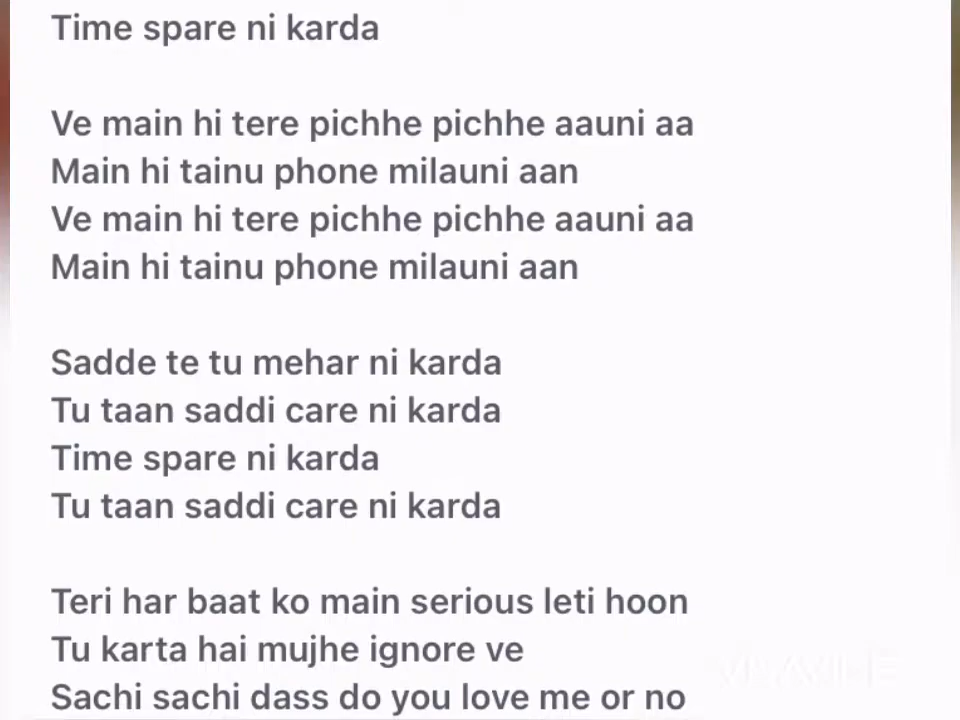 Time spare ni karda
Ve main hi tere pichhe pichhe aauni aa
Main hi tainu phone milauni aan
Ve main hi tere pichhe pichhe aauni aa
Main hi tainu phone milauni aan
Sadde te tu mehar ni karda
Tu taan saddi care ni karda
Time spare ni karda
Tu taan saddi care ni karda
Teri har baat ko main serious leti hoon
Tu karta hai mujhe ignore ve
Sachi sachi dass do you love me or no